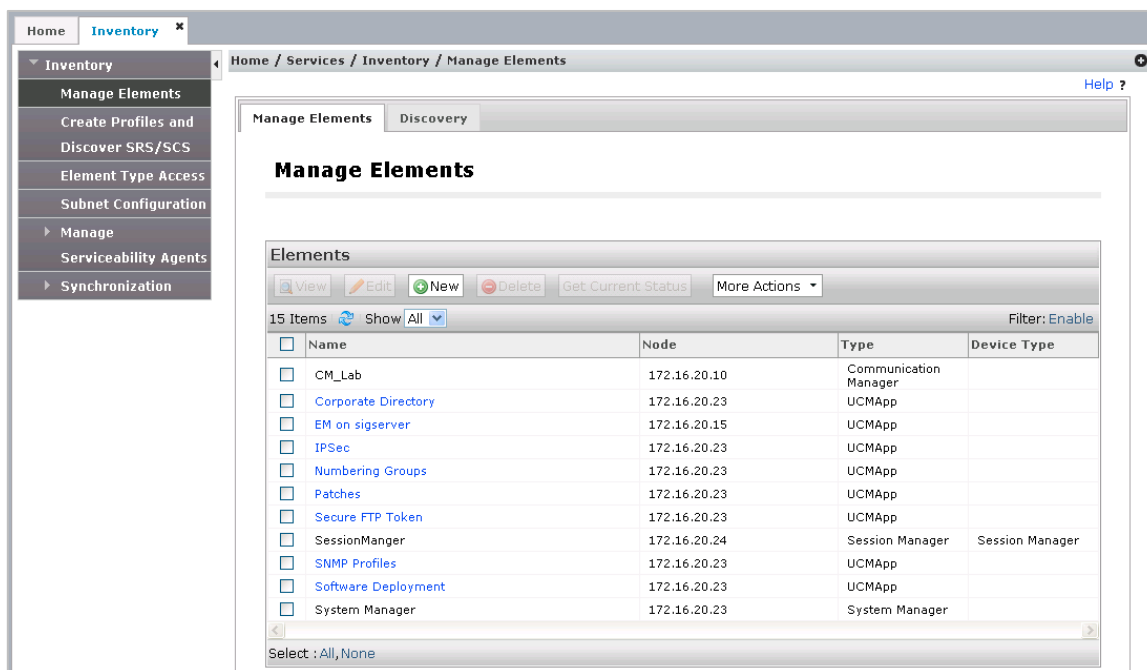 Home
Inventory
Home / Services / Inventory / Manage Elements
Help ?
Inventory
Manage Elements
Create Profiles and
Discover SRS/SCS
Element Type Access
Subnet Configuration
Manage
Serviceability Agents
Synchronization
Manage Elements
Discovery
Manage Elements
Elements
View
Edit
New
Delete
Get Current Status
More Actions
15 Items Show All Filter: Enable
Name Node Type Device Type
CM_Lab 172.16.20.10 Communication
Manager
Corporate Directory 172.16.20.23 UCMApp
EM on sigserver 172.16.20.15 UCMApp
IPSec 172.16.20.23 UCMApp
Numbering Groups 172.16.20.23 UCMApp
Patches 172.16.20.23 UCMApp
Secure FTP Token 172.16.20.23 UCMApp
SessionManger 172.16.20.24 Session Manager Session Manager
SNMP Profiles 172.16.20.23 UCMApp
Software Deployment 172.16.20.23 UCMApp
System Manager 172.16.20.23 System Manager
Select : All, None